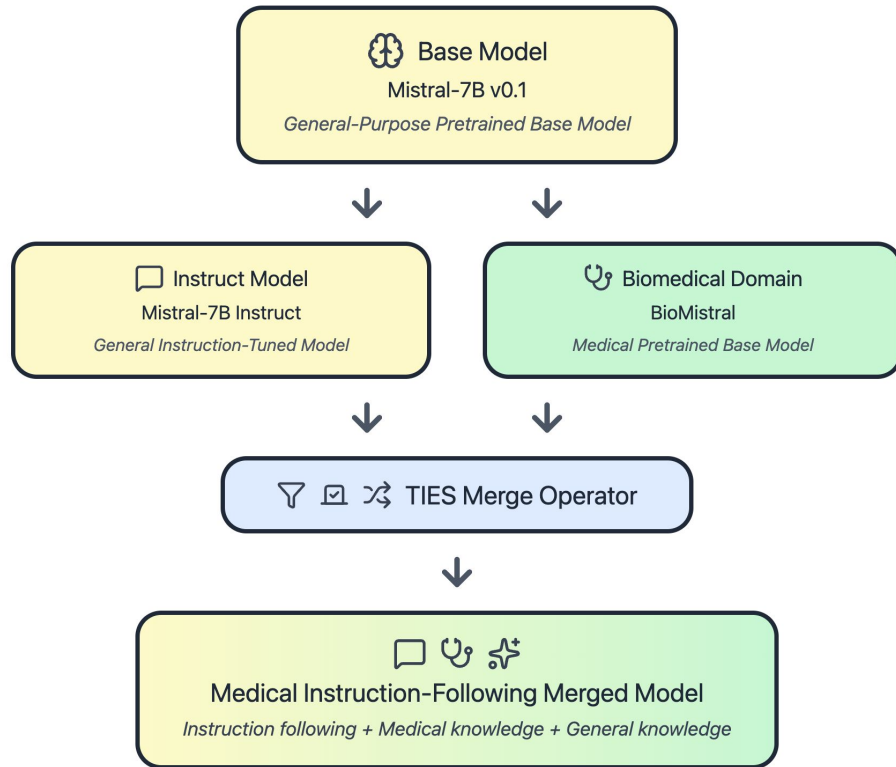 Base Model
Mistral-7B v0.1
General-Purpose Pretrained Base Model
Instruct Model
Mistral-7B Instruct
General Instruction-Tuned Model
Biomedical Domain
BioMistral
Medical Pretrained Base Model
TIES Merge Operator
Medical Instruction-Following Merged Model
Instruction following + Medical knowledge + General knowledge